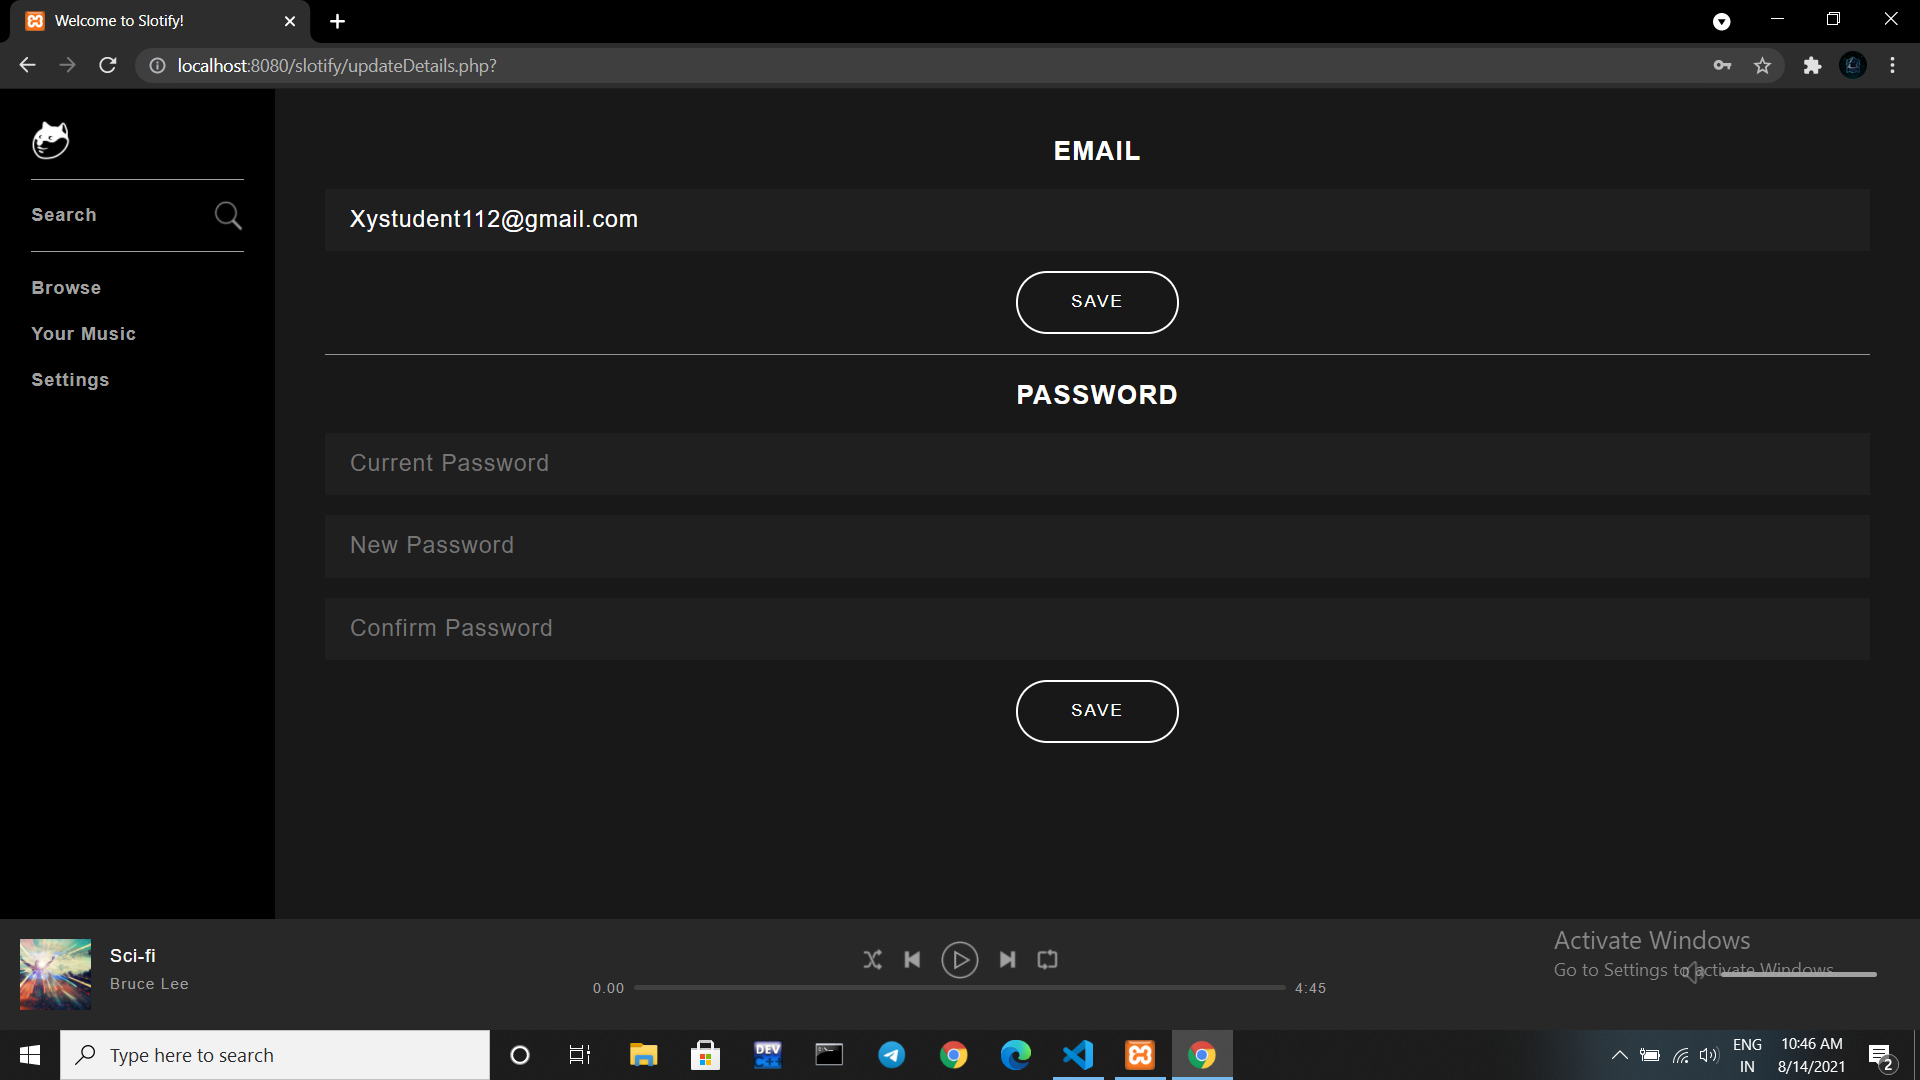 Welcome to Slotify!
localhost:8080/slotify/updateDetails.php?
Search
Browse
Your Music
Settings
EMAIL
Xystudent112@gmail.com
SAVE
PASSWORD
Current Password
New Password
Confirm Password
SAVE
Sci-fi
Bruce Lee
0.00
4:45
Activate Windows
Go to Settings to activate Windows.
Type here to search
DEV
C++
ENG
IN
10:46 AM
8/14/2021
2